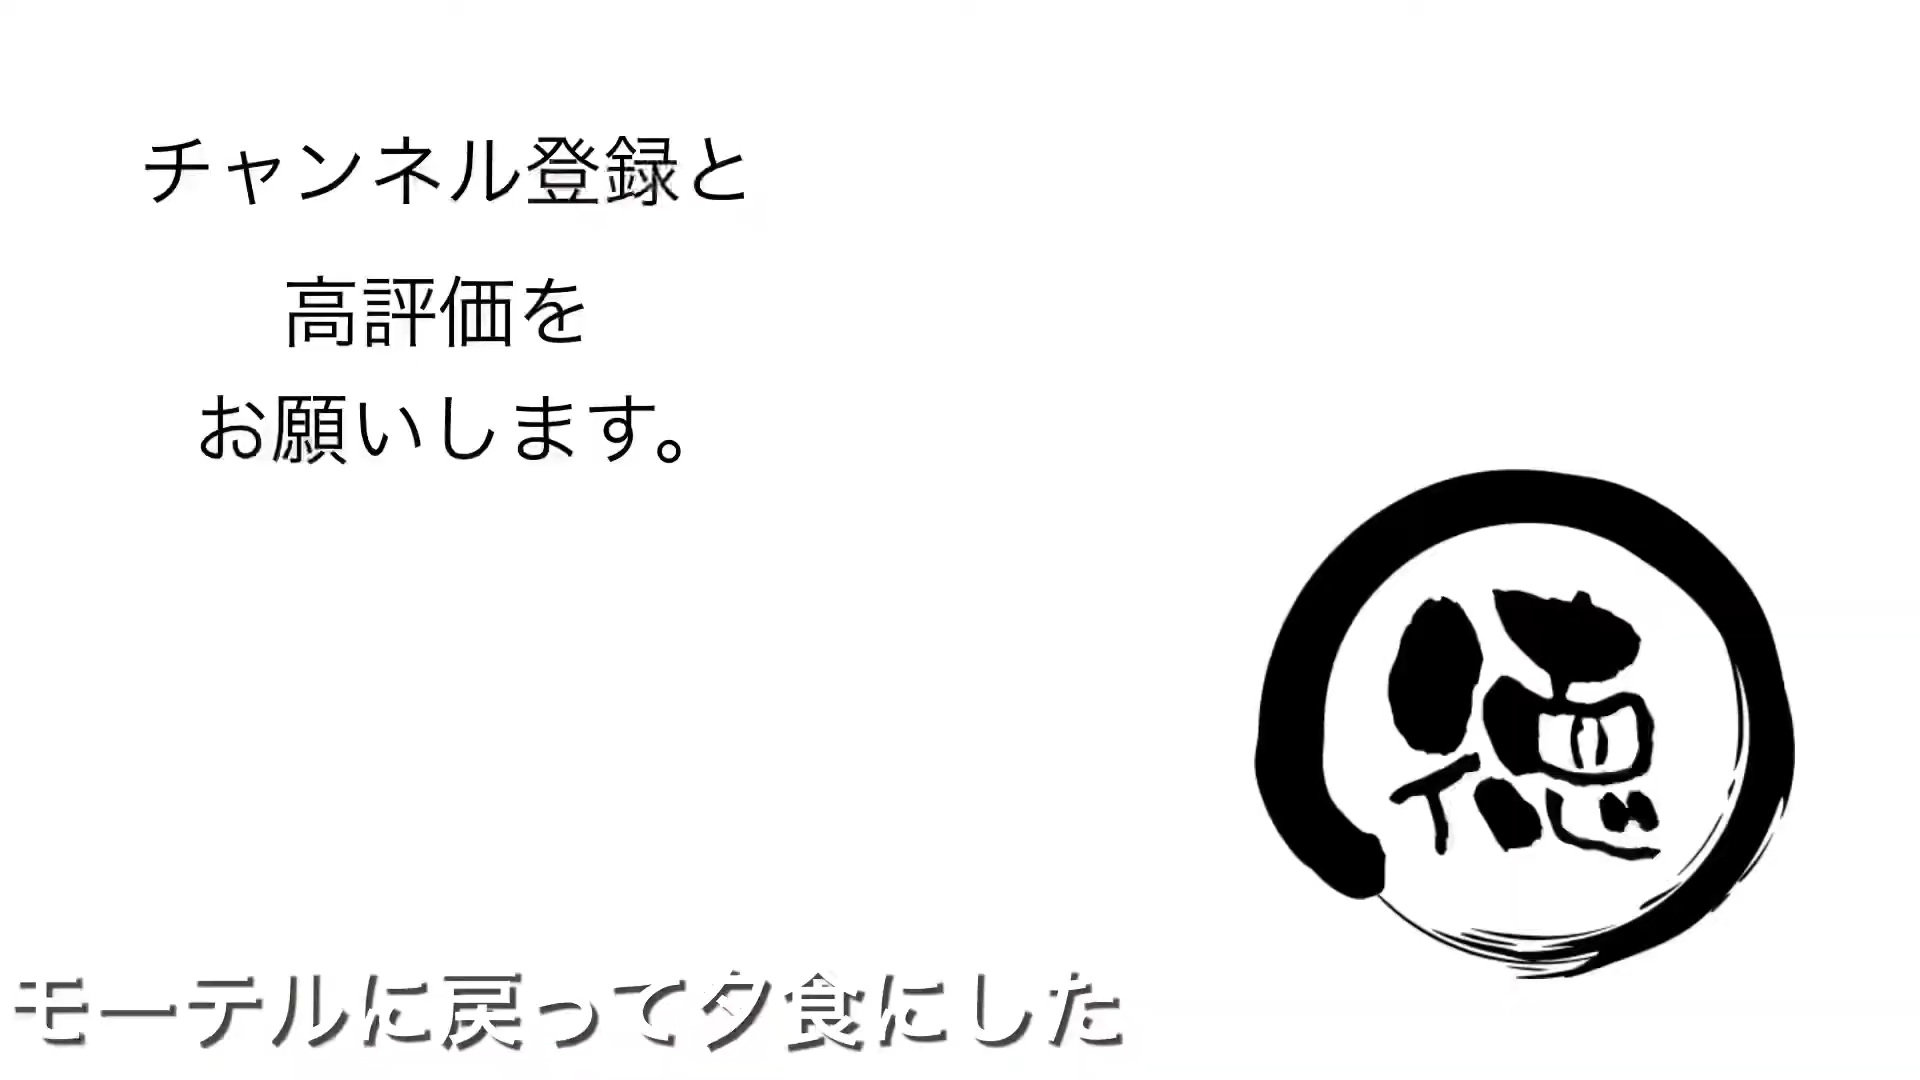 チャンネル登録と
高評価を
お願いします。
徳
モーテルに戻って夕食にした